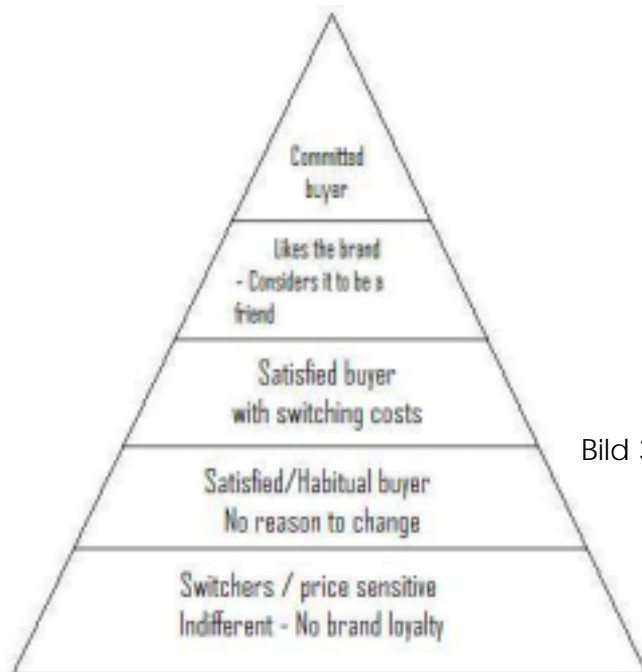 Committed
buyer
Likes the brand
- Considers it to be a
friend
Satisfied buyer
with switching costs
Bild 3
Satisfied/Habitual buyer
No reason to change
Switchers / price sensitive
Indifferent - No brand loyalty